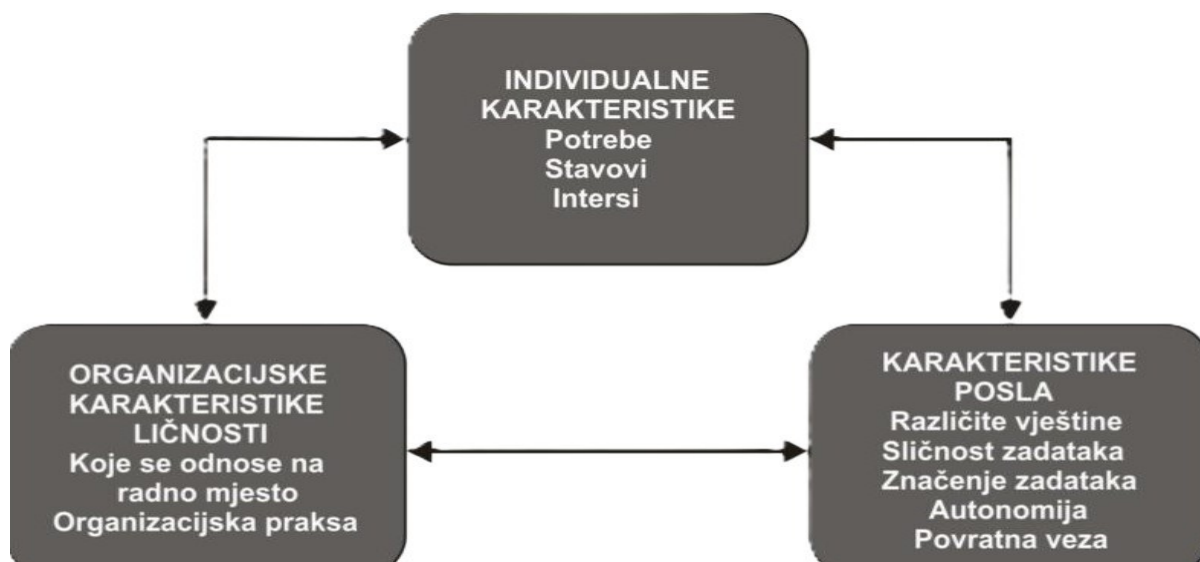 INDIVIDUALNE
KARAKTERISTIKE
Potrebe
Stavovi
Intersi
ORGANIZACIJSKE
KARAKTERISTIKE
LIČNOSTI
Koje se odnose na
radno mjesto
Organizacijska praksa
KARAKTERISTIKE
POSLA
Različite vještine
Sličnost zadataka
Značenje zadataka
Autonomija
Povratna veza